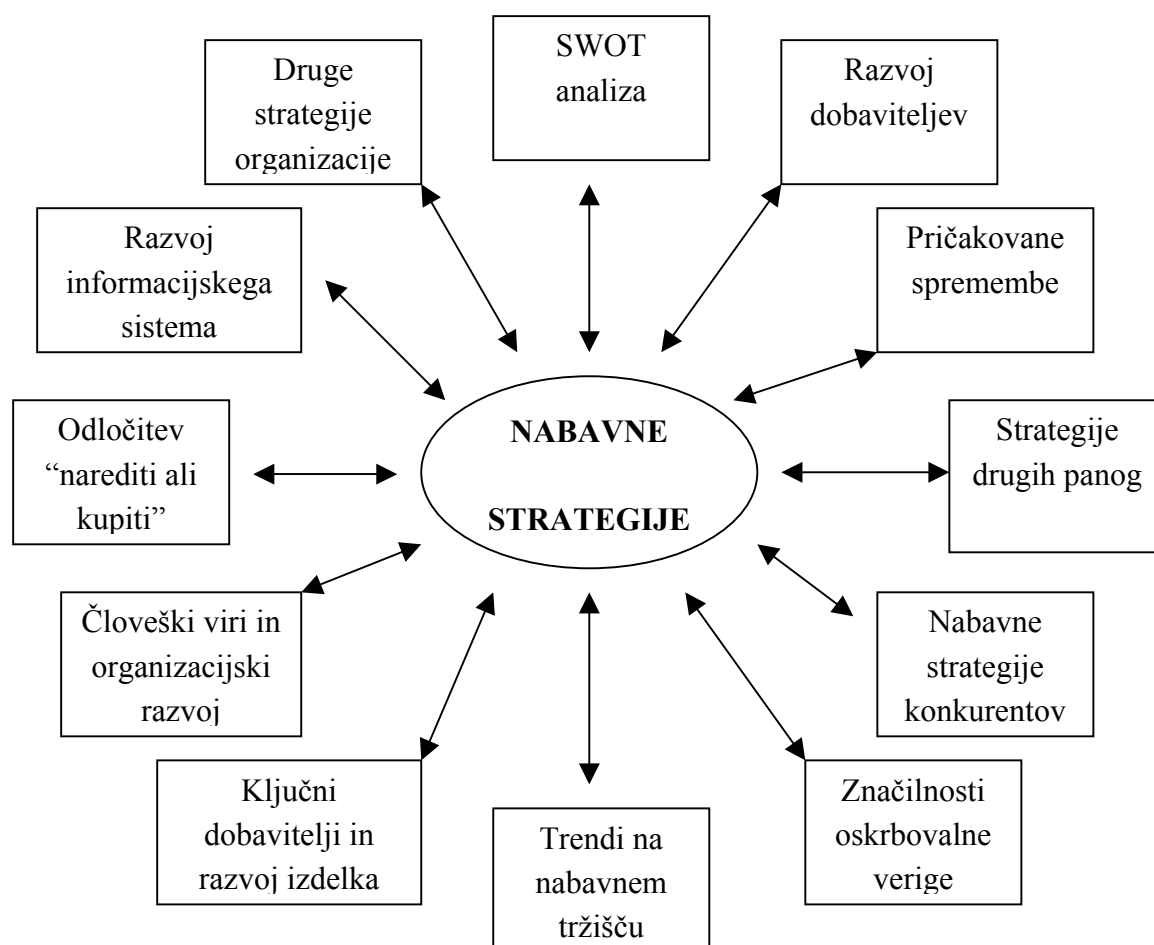 SWOT
analiza
Druge
strategije
organizacije
Razvoj
dobaviteljev
Razvoj
informacijskega
sistema
Pričakovane
spremembe
Odločitev
“narediti ali
kupiti”
NABAVNE
STRATEGIJE
Strategije
drugih panog
Človeški viri in
organizacijski
razvoj
Nabavne
strategije
konkurentov
Ključni
dobavitelji in
razvoj izdelka
Trendi na
nabavnem
tržišču
Značilnosti
oskrbovalne
verige